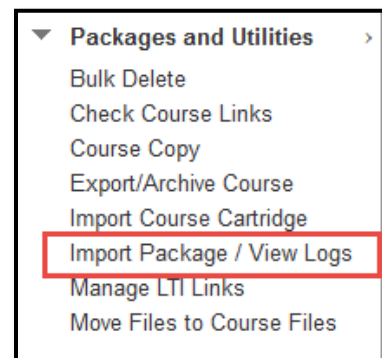 Packages and Utilities
Bulk Delete
Check Course Links
Course Copy
Export/Archive Course
Import Course Cartridge
Import Package / View Logs
Manage LTI Links
Move Files to Course Files